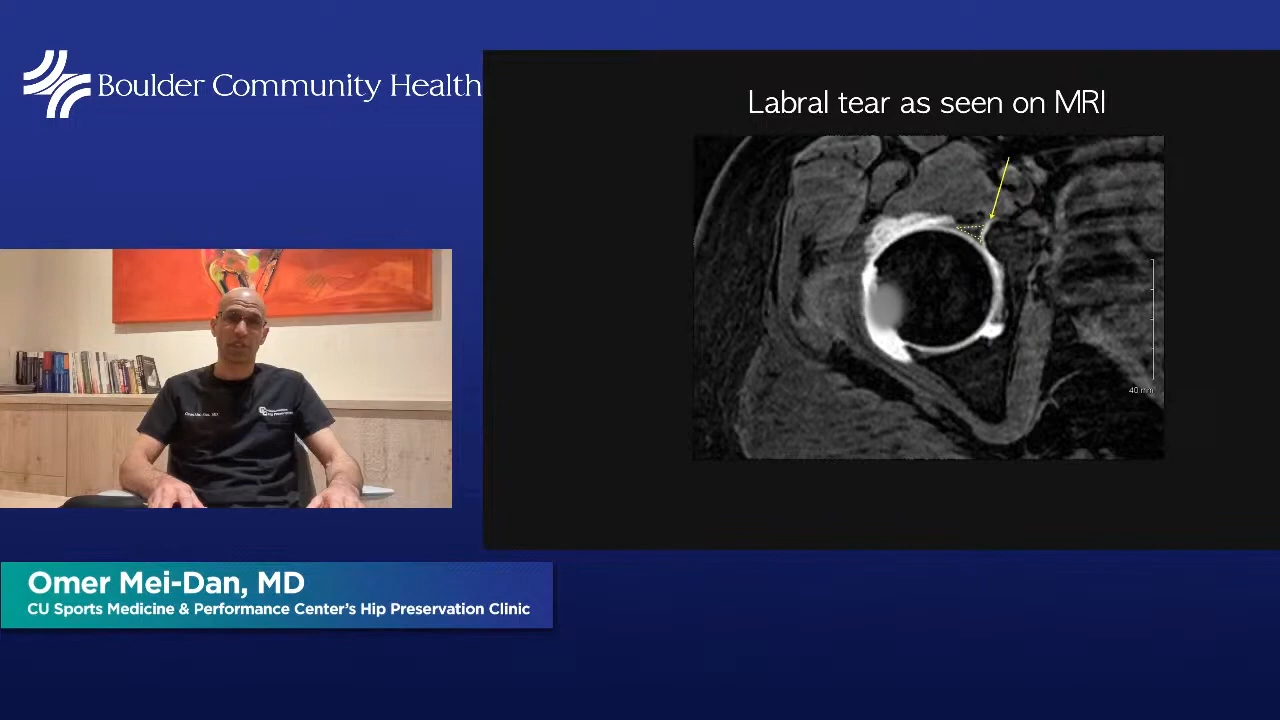 Boulder Community Health
Labral tear as seen on MRI
40 mm
Omer Mei-Dan, MD
CU Sports Medicine & Performance Center's Hip Preservation Clinic